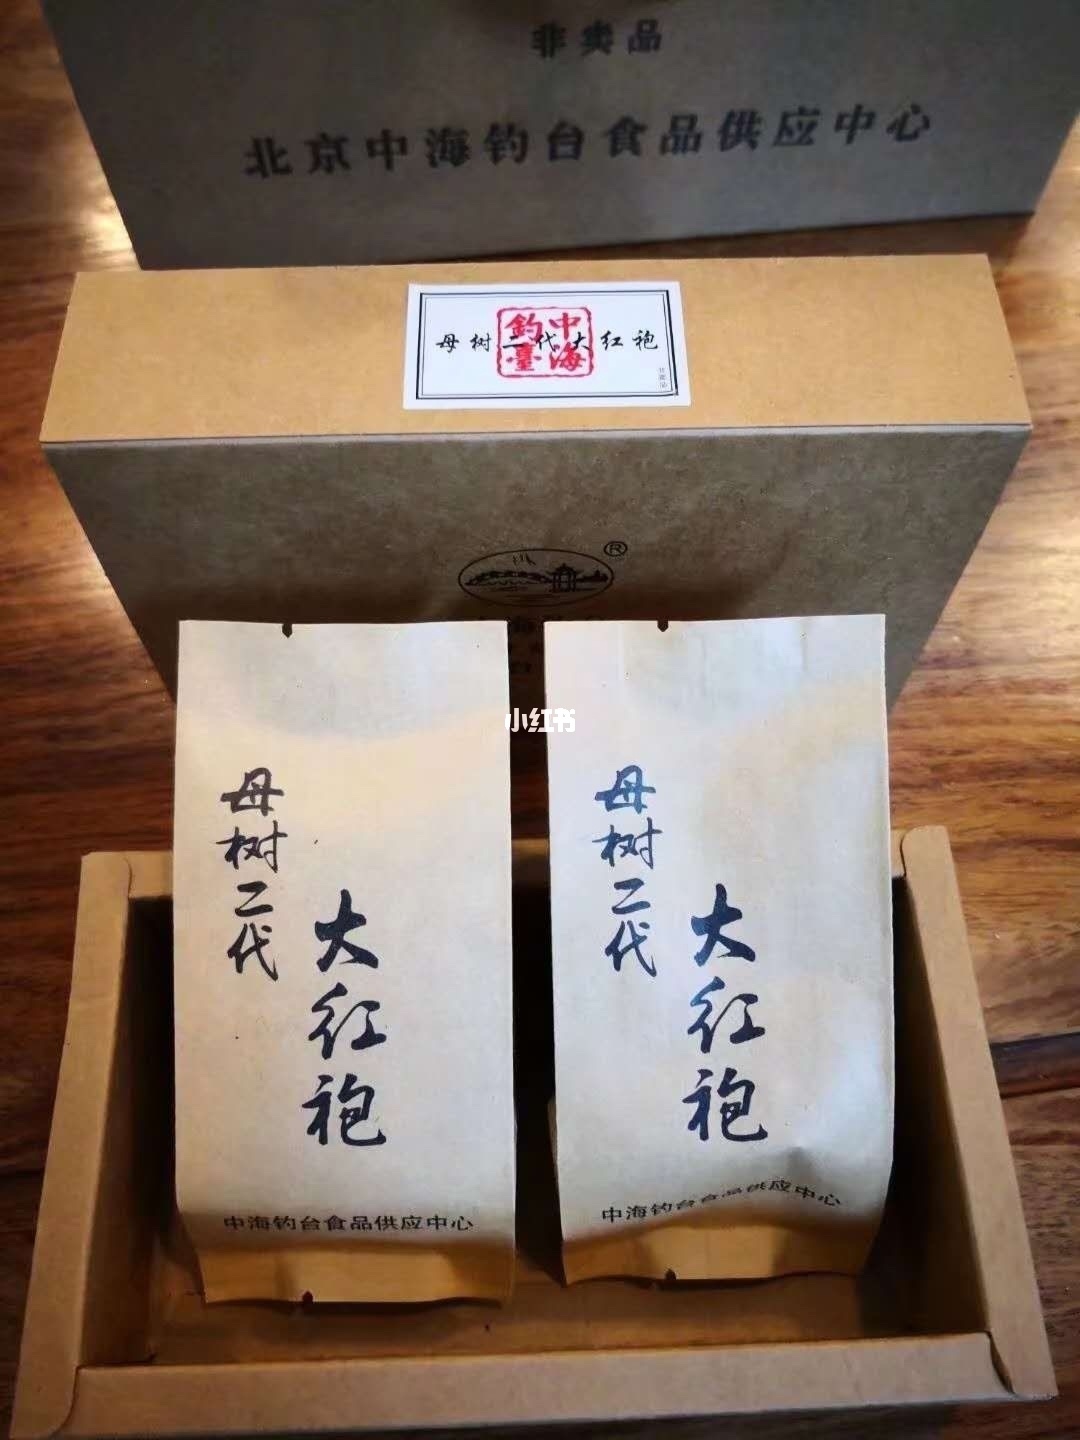 非卖品
北京中海钓台食品供应中心
母树二代大红袍
中海
釣臺
®
小红书
母树二代
大红袍
中海钓台食品供应中心
母树二代
大红袍
中海钓台食品供应中心